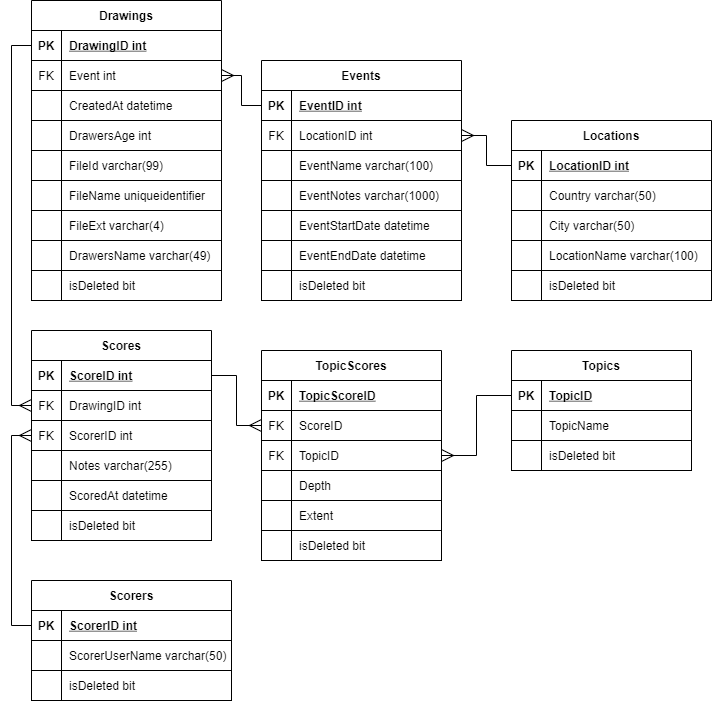 Drawings
PK DrawingID int
FK Event int
CreatedAt datetime
DrawersAge int
FileId varchar(99)
FileName uniqueidentifier
FileExt varchar(4)
DrawersName varchar(49)
isDeleted bit
Events
PK EventID int
FK LocationID int
EventName varchar(100)
EventNotes varchar(1000)
EventStartDate datetime
EventEndDate datetime
isDeleted bit
Locations
PK LocationID int
Country varchar(50)
City varchar(50)
LocationName varchar(100)
isDeleted bit
Scores
PK ScoreID int
FK DrawingID int
FK ScorerID int
Notes varchar(255)
ScoredAt datetime
isDeleted bit
TopicScores
PK TopicScoreID
FK ScoreID
FK TopicID
Depth
Extent
isDeleted bit
Topics
PK TopicID
TopicName
isDeleted bit
Scorers
PK ScorerID int
ScorerUserName varchar(50)
isDeleted bit